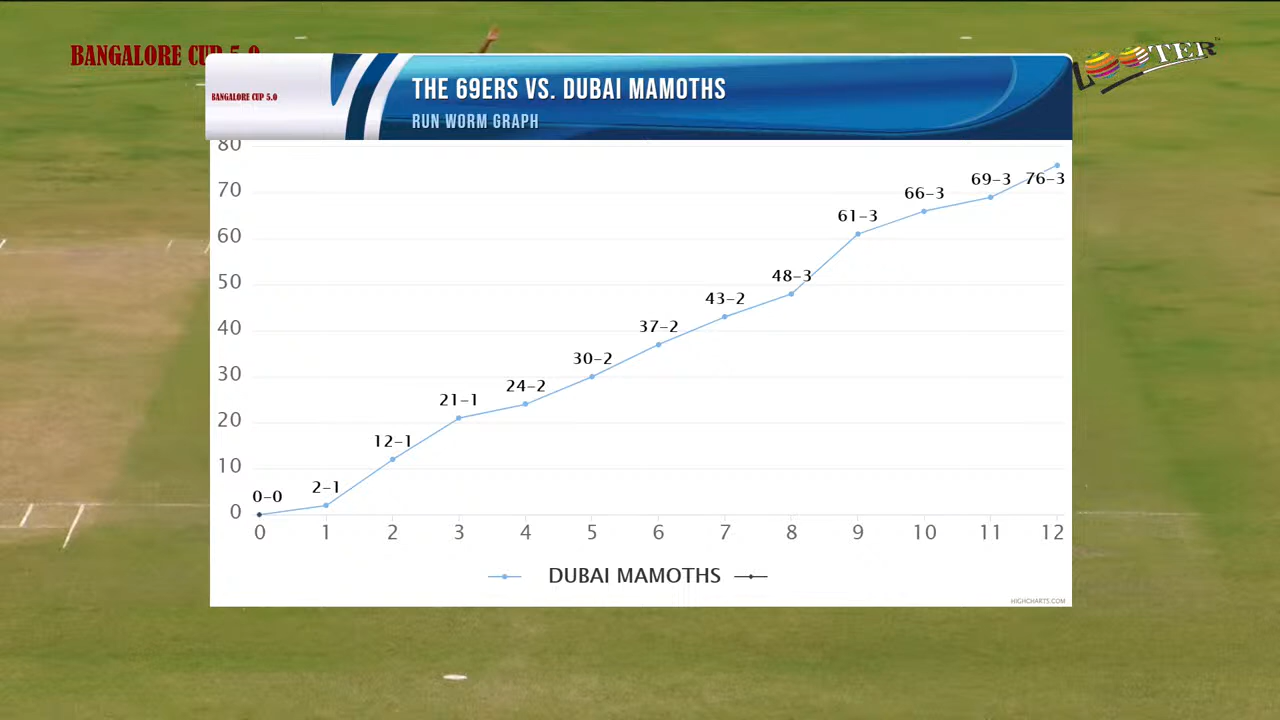 BANGALORE CUP 5.0
LOOTER
BANGALORE CUP 5.0
THE 69ERS VS. DUBAI MAMOTHS
RUN WORM GRAPH
80
70
60
50
40
30
20
10
0
0-0
2-1
12-1
21-1
24-2
30-2
37-2
43-2
48-3
61-3
66-3
69-3
76-3
0 1 2 3 4 5 6 7 8 9 10 11 12
DUBAI MAMOTHS
HIGHCHARTS.COM